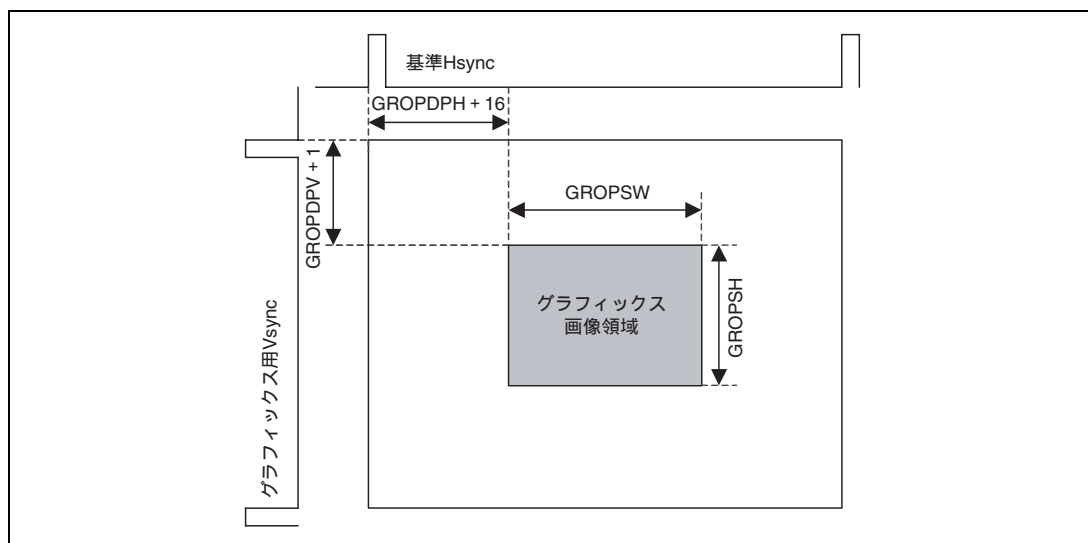 基準Hsync
GROPDPH + 16
GROPDPV + 1
GROPSW
グラフィックス
画像領域
GROPSH
グラフィックス用Vsync